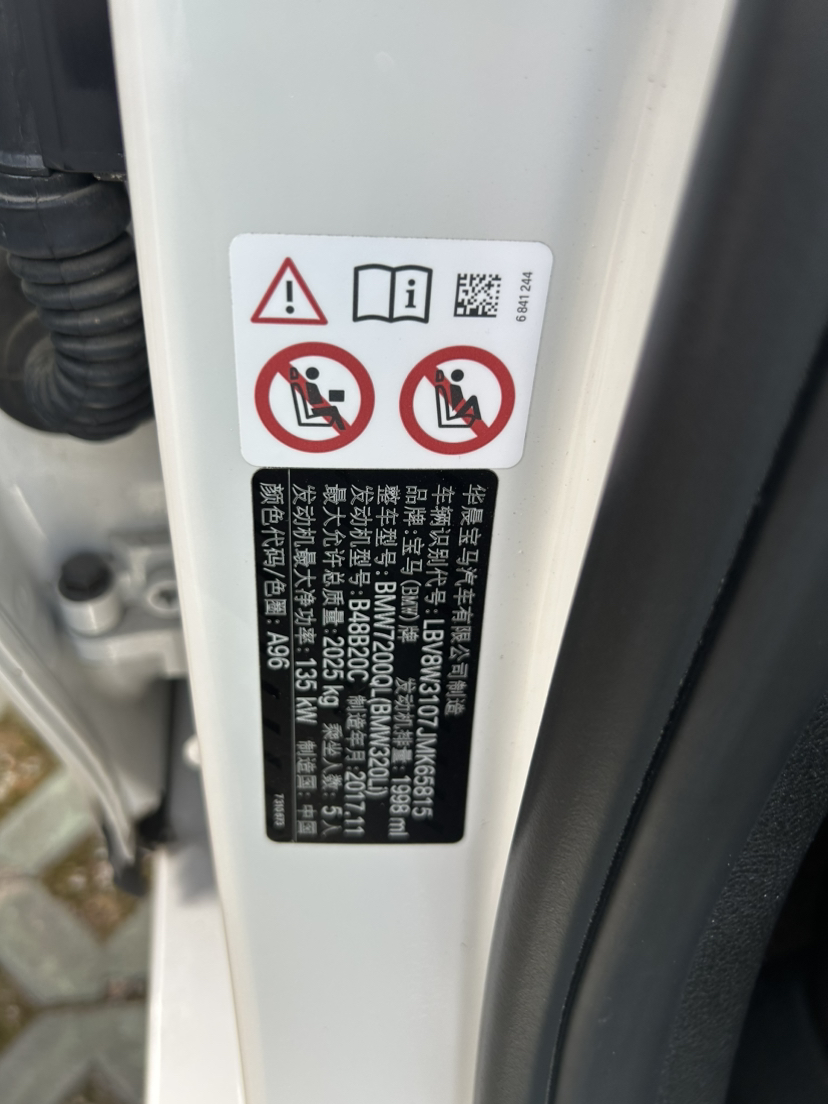 6 841 244
华晨宝马汽车有限公司制造
车辆识别代号:LBV8W3107JMK65815
品牌:宝马(BMW)牌 发动机排量:1998 ml
整车型号:BMW7200QL(BMW320Li)
发动机型号:B48B20C 制造年月:2017.11
最大允许总质量:2025 kg 乘坐人数:5 人
发动机最大净功率:135 kW 制造国:中国
颜色代码/色圈:A96